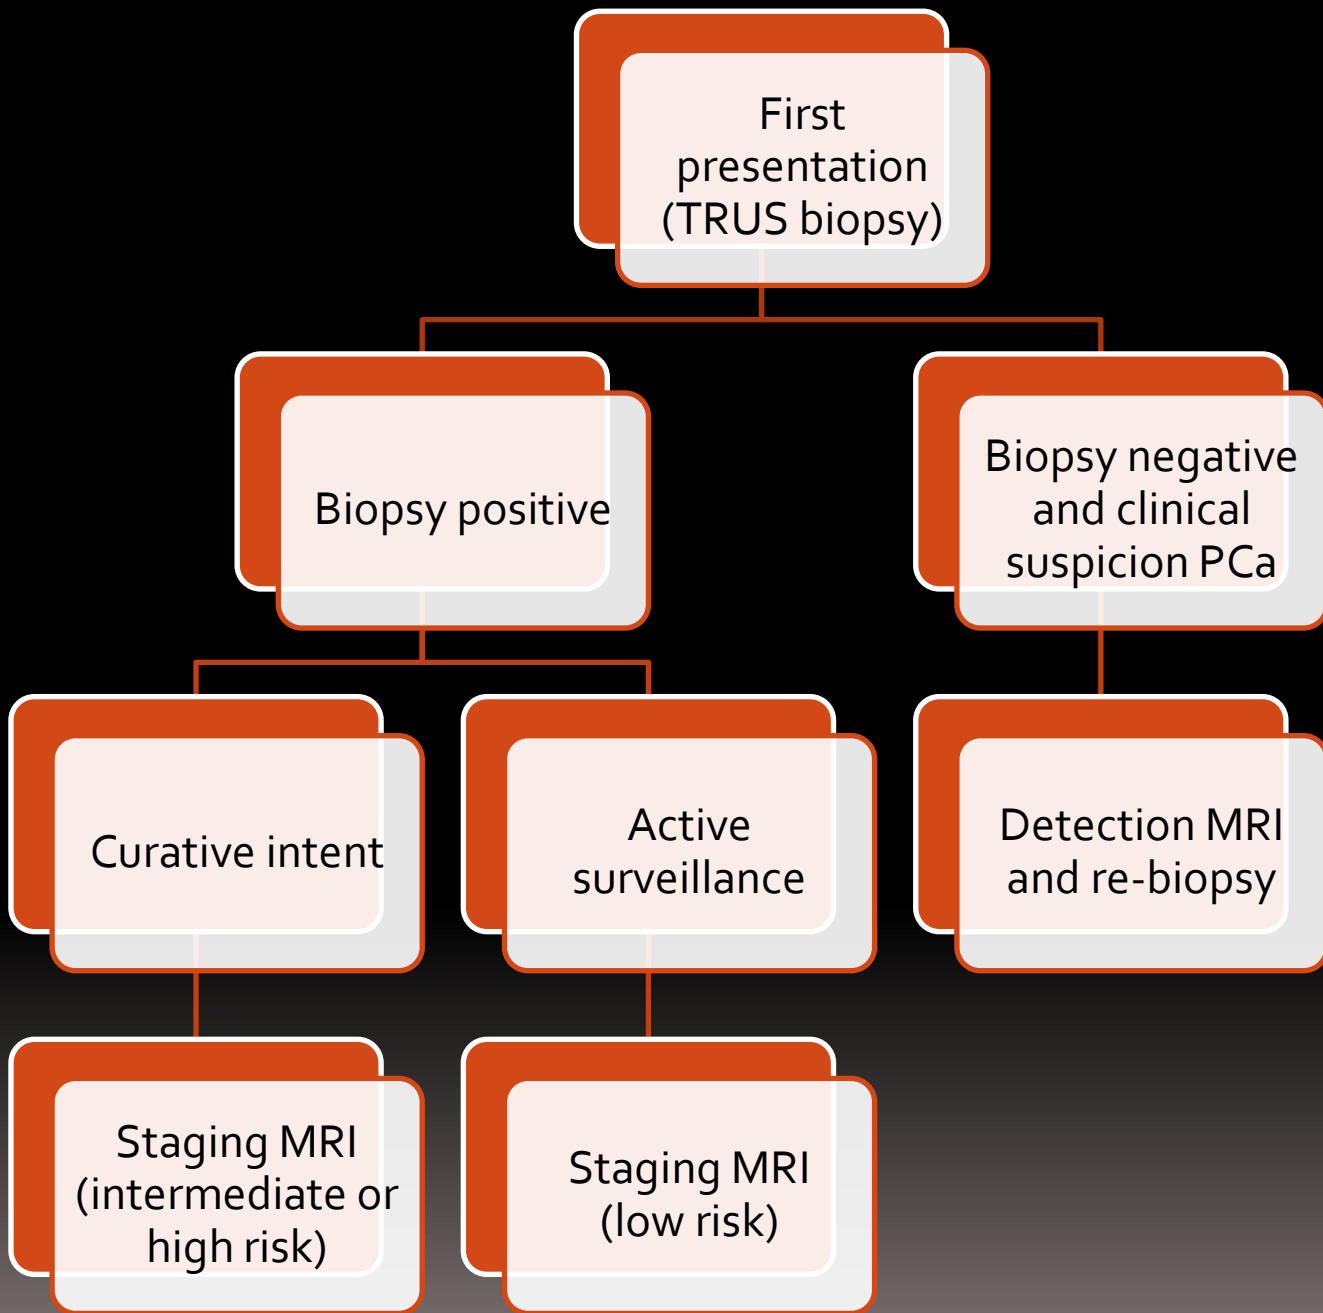 First
presentation
(TRUS biopsy)
Biopsy positive
Biopsy negative
and clinical
suspicion PCa
Curative intent
Active
surveillance
Detection MRI
and re-biopsy
Staging MRI
(intermediate or
high risk)
Staging MRI
(low risk)